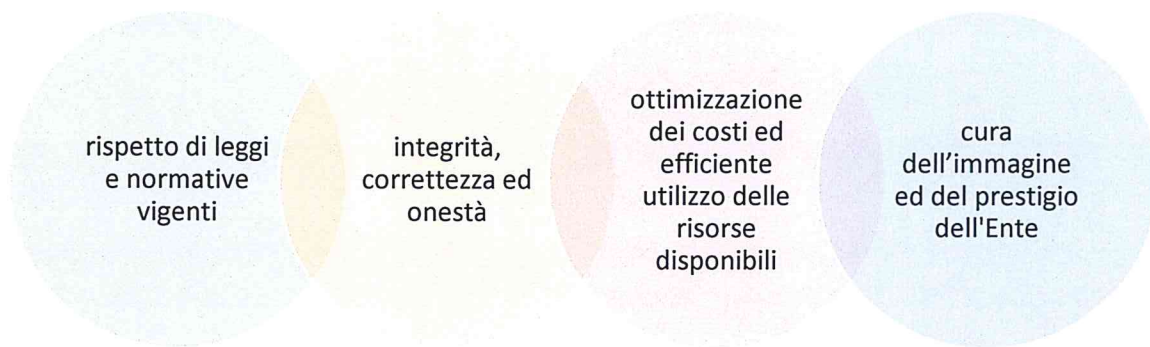 rispetto di leggi
e normative
vigenti
integrità,
correttezza ed
onestà
ottimizzazione
dei costi ed
efficiente
utilizzo delle
risorse
disponibili
cura
dell’immagine
ed del prestigio
dell'Ente